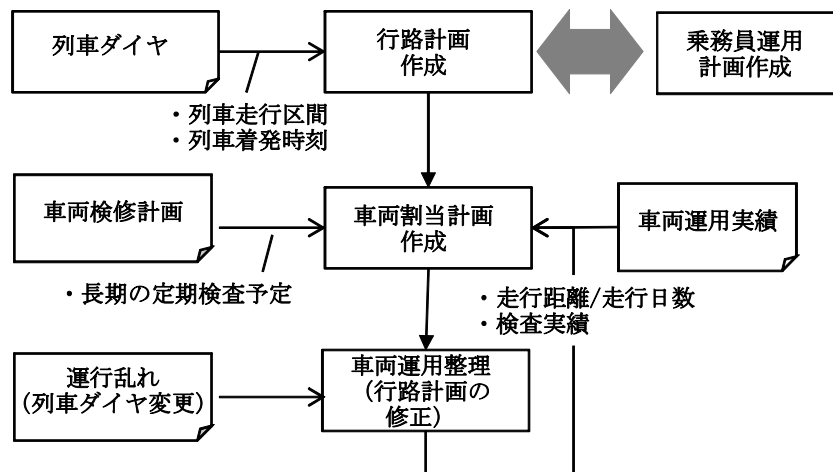 列車ダイヤ
行路計画
作成
乗務員運用
計画作成
・列車走行区間
・列車着発時刻
車両検修計画
車両割当計画
作成
車両運用実績
・長期の定期検査予定
・走行距離/走行日数
・検査実績
運行乱れ
(列車ダイヤ変更)
車両運用整理
(行路計画の
修正)